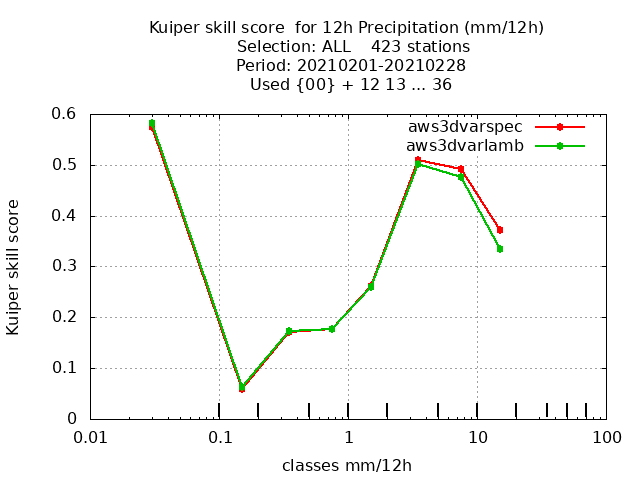 Kuiper skill score  for 12h Precipitation (mm/12h)
Selection: ALL    423 stations
Period: 20210201-20210228
Used {00} + 12 13 ... 36
aws3dvarspec
aws3dvarlamb
0.6
0.5
0.4
0.3
0.2
0.1
0
Kuiper skill score
0.01
0.1
1
10
100
classes mm/12h